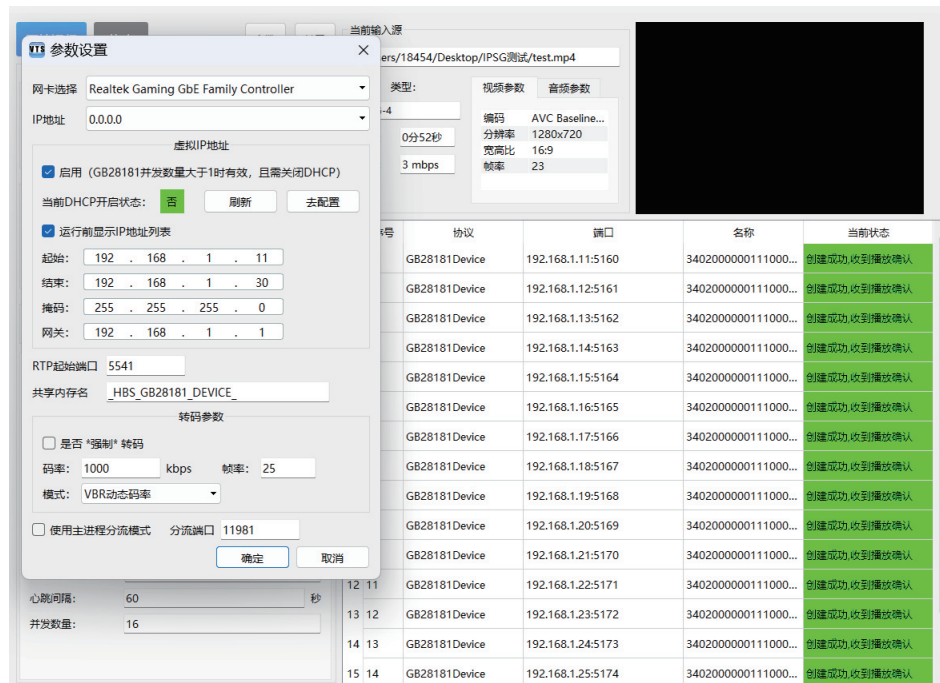 当前输入源
VTS 参数设置
ers/18454/Desktop/IPSG测试/test.mp4
网卡选择 Realtek Gaming GbE Family Controller
类型:
视频参数 音频参数
IP地址 0.0.0.0
-4
编码 AVC Baseline...
0分52秒
分辨率 1280x720
宽高比 16:9
3 mbps
帧率 23
虚拟IP地址
启用（GB28181并发数量大于1时有效，且需关闭DHCP）
当前DHCP开启状态: 否 刷新 去配置
运行前显示IP地址列表
起始: 192 . 168 . 1 . 11
结束: 192 . 168 . 1 . 30
掩码: 255 . 255 . 255 . 0
网关: 192 . 168 . 1 . 1
RTP起始端口 5541
共享内存名 _HBS_GB28181_DEVICE_
转码参数
是否 *强制* 转码
码率: 1000 kbps 帧率: 25
模式: VBR动态码率
使用主进程分流模式 分流端口 11981
确定 取消
心跳间隔: 60 秒
并发数量: 16
号 协议 端口 名称 当前状态
GB28181Device 192.168.1.11:5160 3402000000111000... 创建成功,收到播放确认
GB28181Device 192.168.1.12:5161 3402000000111000... 创建成功,收到播放确认
GB28181Device 192.168.1.13:5162 3402000000111000... 创建成功,收到播放确认
GB28181Device 192.168.1.14:5163 3402000000111000... 创建成功,收到播放确认
GB28181Device 192.168.1.15:5164 3402000000111000... 创建成功,收到播放确认
GB28181Device 192.168.1.16:5165 3402000000111000... 创建成功,收到播放确认
GB28181Device 192.168.1.17:5166 3402000000111000... 创建成功,收到播放确认
GB28181Device 192.168.1.18:5167 3402000000111000... 创建成功,收到播放确认
GB28181Device 192.168.1.19:5168 3402000000111000... 创建成功,收到播放确认
GB28181Device 192.168.1.20:5169 3402000000111000... 创建成功,收到播放确认
GB28181Device 192.168.1.21:5170 3402000000111000... 创建成功,收到播放确认
12 11 GB28181Device 192.168.1.22:5171 3402000000111000... 创建成功,收到播放确认
13 12 GB28181Device 192.168.1.23:5172 3402000000111000... 创建成功,收到播放确认
14 13 GB28181Device 192.168.1.24:5173 3402000000111000... 创建成功,收到播放确认
15 14 GB28181Device 192.168.1.25:5174 3402000000111000... 创建成功,收到播放确认